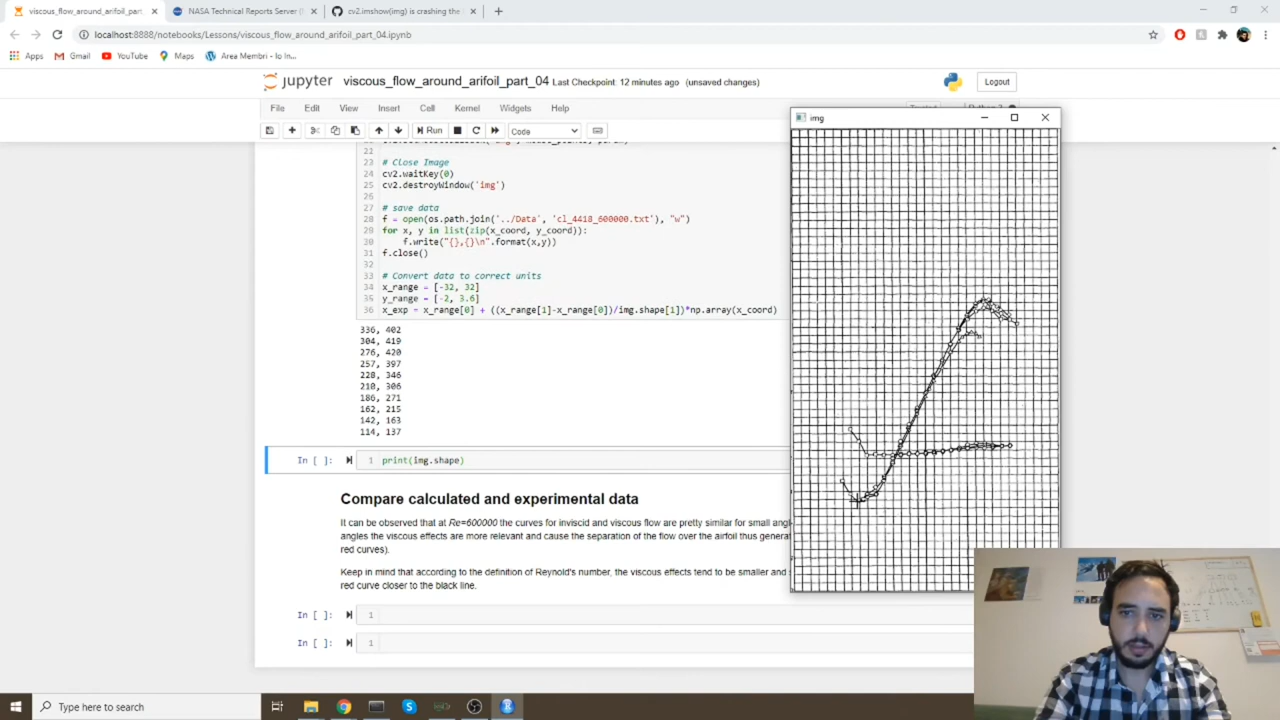 viscous_flow_around_arifoil_part
NASA Technical Reports Server (
cv2.imshow(img) is crashing the
localhost:8888/notebooks/Lessons/viscous_flow_around_arifoil_part_04.ipynb
Apps
Gmail
YouTube
Maps
Area Membri - Io In...
jupyter viscous_flow_around_arifoil_part_04 Last Checkpoint: 12 minutes ago (unsaved changes)
Logout
File Edit View Insert Cell Kernel Widgets Help
Run
Code
22
23 # Close Image
24 cv2.waitKey(0)
25 cv2.destroyWindow('img')
26
27 # save data
28 f = open(os.path.join('../Data', 'cl_4418_600000.txt'), "w")
29 for x, y in list(zip(x_coord, y_coord)):
30 f.write("{},{}\n".format(x,y))
31 f.close()
32
33 # Convert data to correct units
34 x_range = [-32, 32]
35 y_range = [-2, 3.6]
36 x_exp = x_range[0] + ((x_range[1]-x_range[0])/img.shape[1])*np.array(x_coord)
336, 402
304, 419
276, 420
257, 397
228, 346
210, 306
186, 271
162, 215
142, 163
114, 137
In [ ]: 1 print(img.shape)
Compare calculated and experimental data
It can be observed that at Re=600000 the curves for inviscid and viscous flow are pretty similar for small
angles the viscous effects are more relevant and cause the separation of the flow over the airfoil thus
red curves).
Keep in mind that according to the definition of Reynold's number, the viscous effects tend to be smaller and
red curve closer to the black line.
In [ ]: 1
In [ ]: 1
img
Type here to search